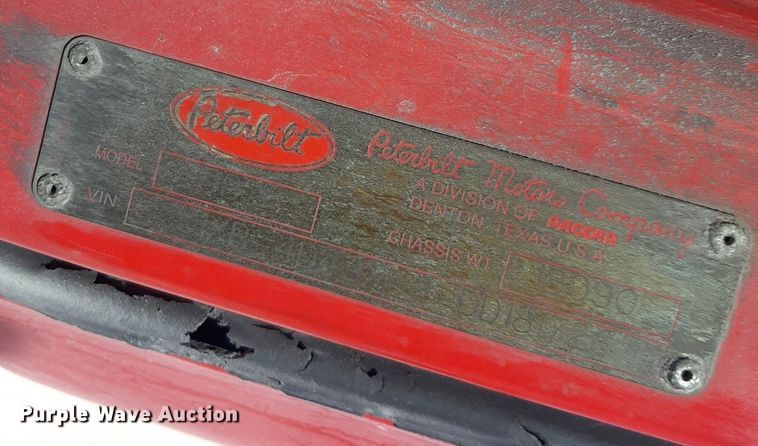 Peterbilt
Peterbilt Motors Company
A DIVISION OF PACCAR
DENTON, TEXAS U.S.A.
MODEL
CHASSIS WT.
VIN
Purple Wave Auction